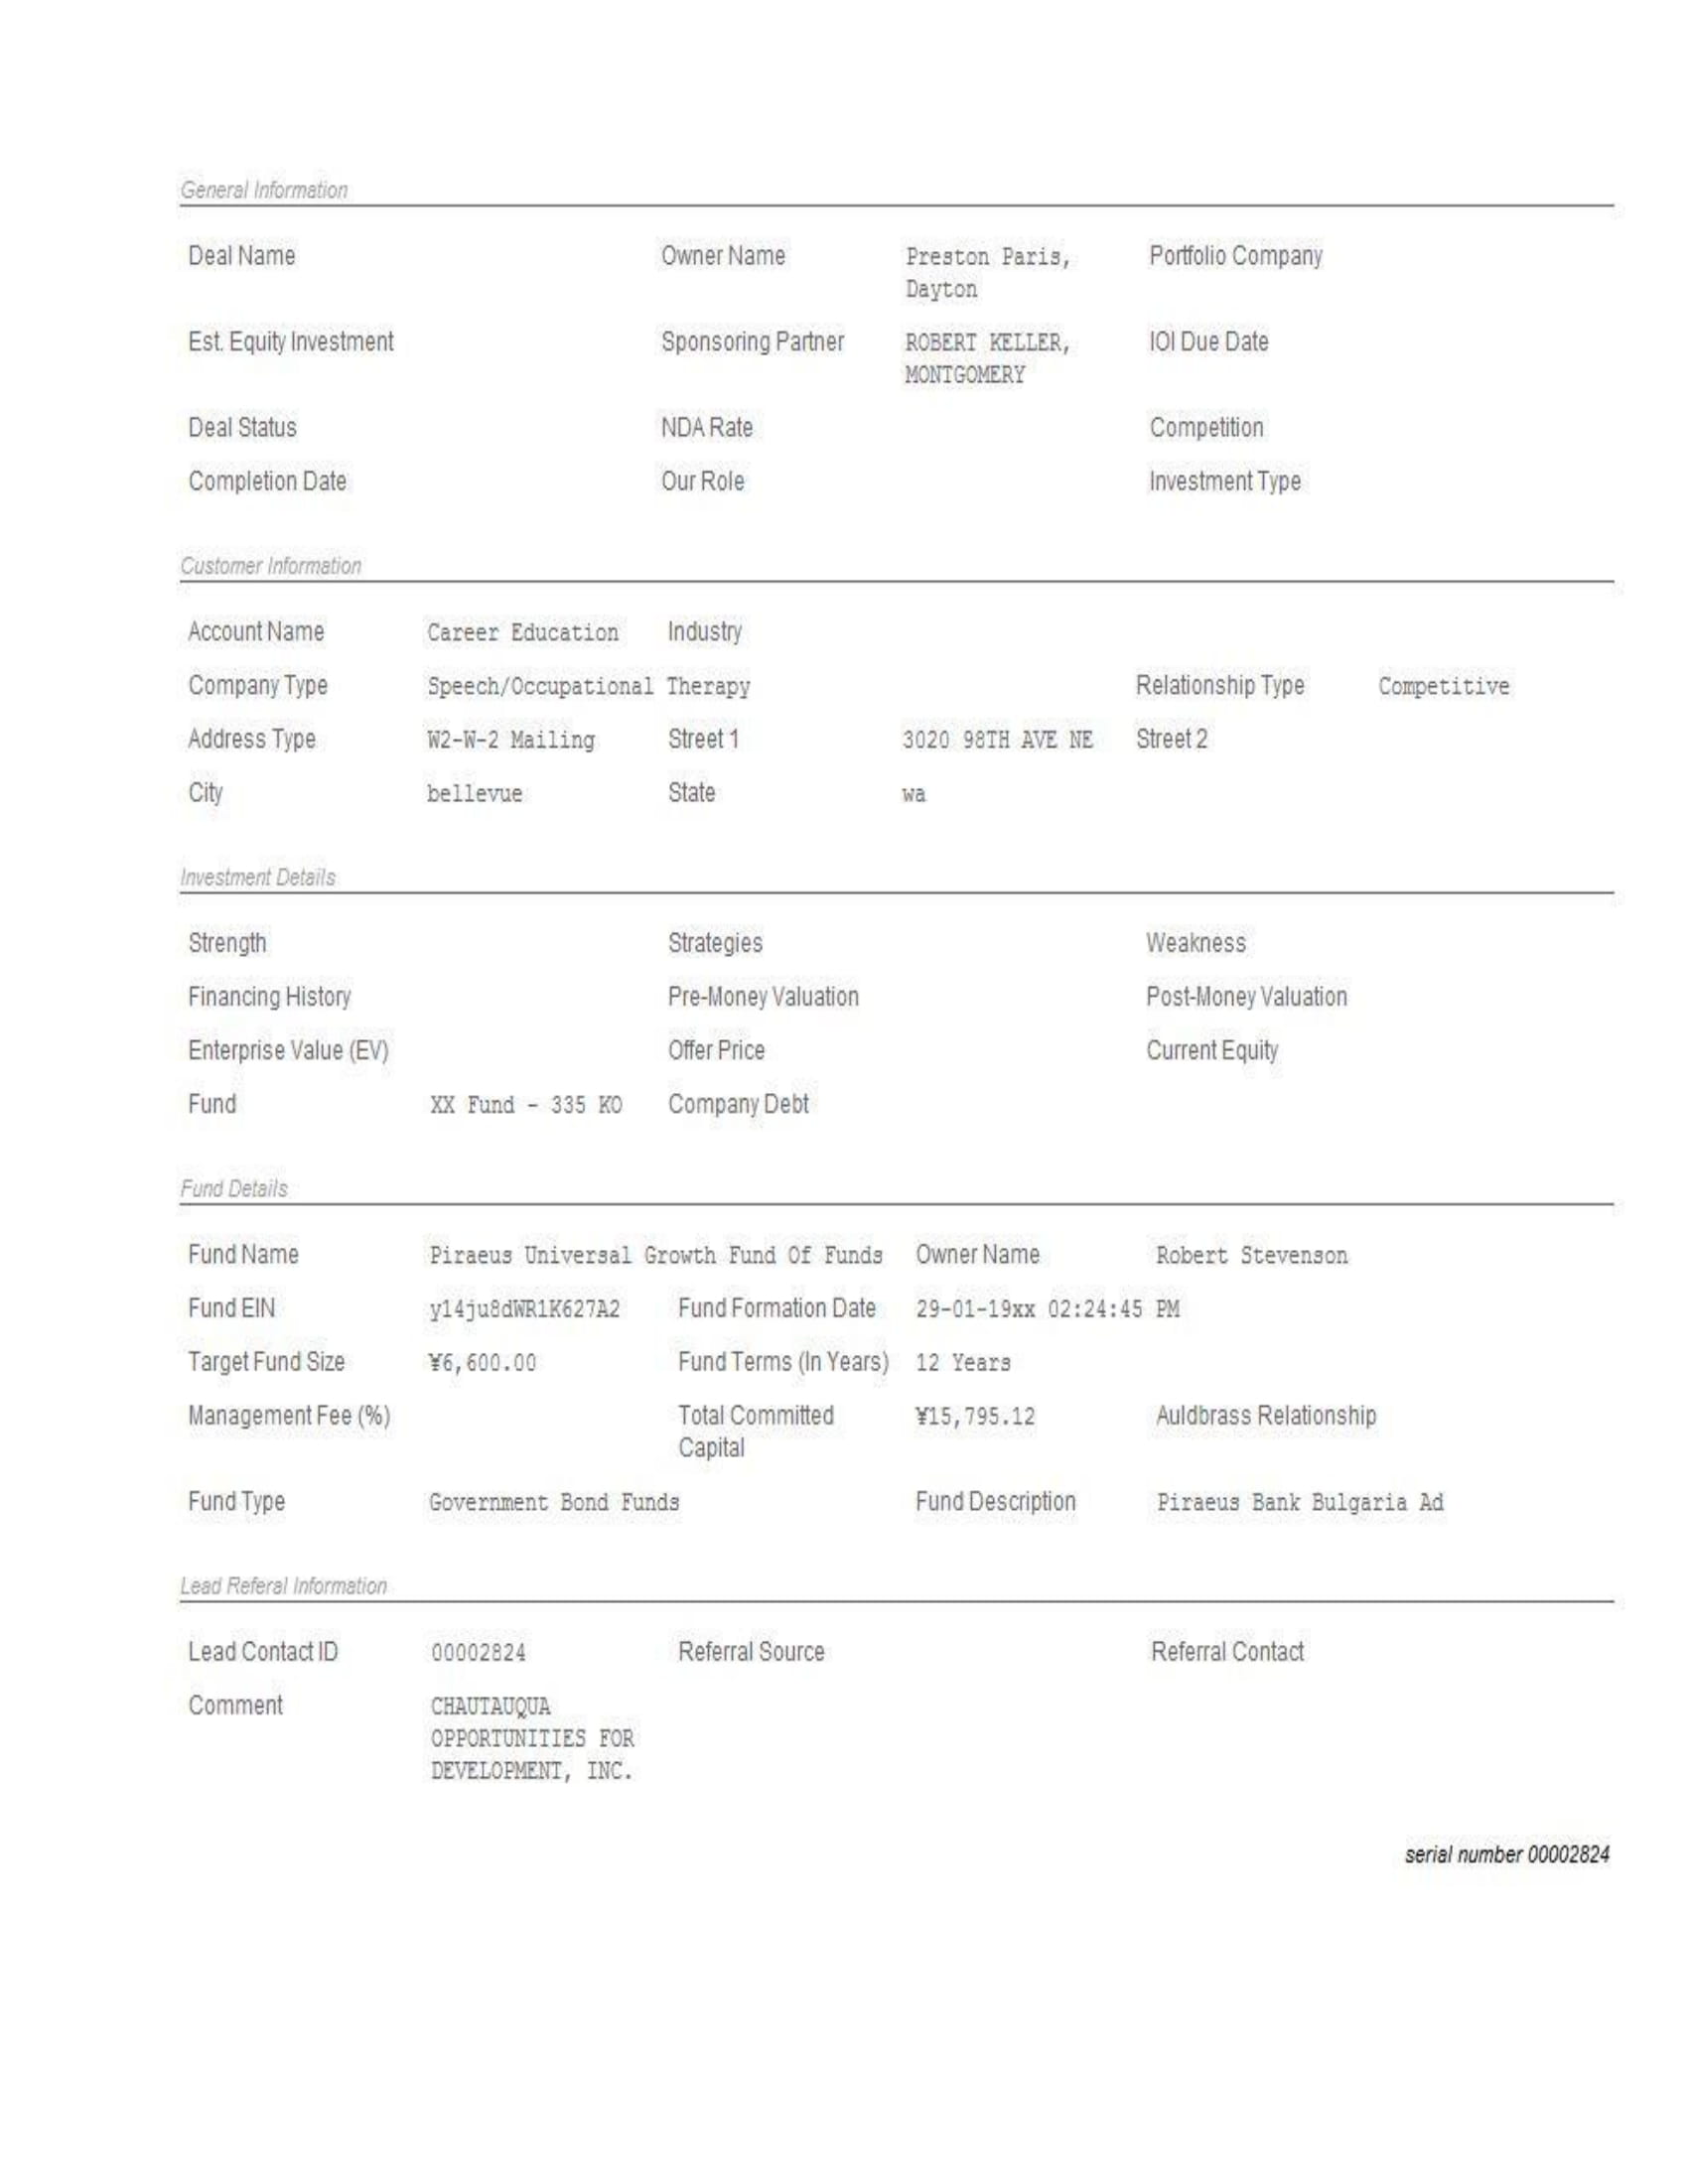 General Information
Deal Name Owner Name Preston Paris, Portfolio Company
Dayton
Est. Equity Investment Sponsoring Partner ROBERT KELLER, IOI Due Date
MONTGOMERY
Deal Status NDA Rate Competition
Completion Date Our Role Investment Type
Customer Information
Account Name Career Education Industry
Company Type Speech/Occupational Therapy Relationship Type Competitive
Address Type W2-W-2 Mailing Street 1 3020 98TH AVE NE Street 2
City bellevue State wa
Investment Details
Strength Strategies Weakness
Financing History Pre-Money Valuation Post-Money Valuation
Enterprise Value (EV) Offer Price Current Equity
Fund XX Fund - 335 KO Company Debt
Fund Details
Fund Name Piraeus Universal Growth Fund Of Funds Owner Name Robert Stevenson
Fund EIN y14ju8dWR1K627A2 Fund Formation Date 29-01-19xx 02:24:45 PM
Target Fund Size ¥6,600.00 Fund Terms (In Years) 12 Years
Management Fee (%) Total Committed ¥15,795.12 Auldbrass Relationship
Capital
Fund Type Government Bond Funds Fund Description Piraeus Bank Bulgaria Ad
Lead Referal Information
Lead Contact ID 00002824 Referral Source Referral Contact
Comment CHAUTAUQUA
OPPORTUNITIES FOR
DEVELOPMENT, INC.
serial number 00002824